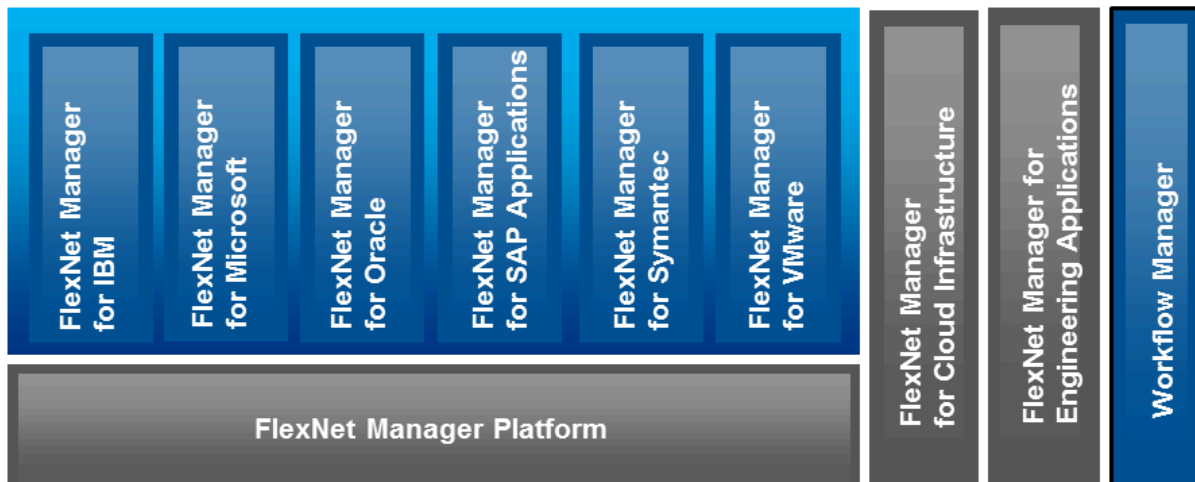 FlexNet Manager
for IBM
FlexNet Manager
for Microsoft
FlexNet Manager
for Oracle
FlexNet Manager
for SAP Applications
FlexNet Manager
for Symantec
FlexNet Manager
for VMware
FlexNet Manager
for Cloud Infrastructure
FlexNet Manager for
Engineering Applications
Workflow Manager
FlexNet Manager Platform